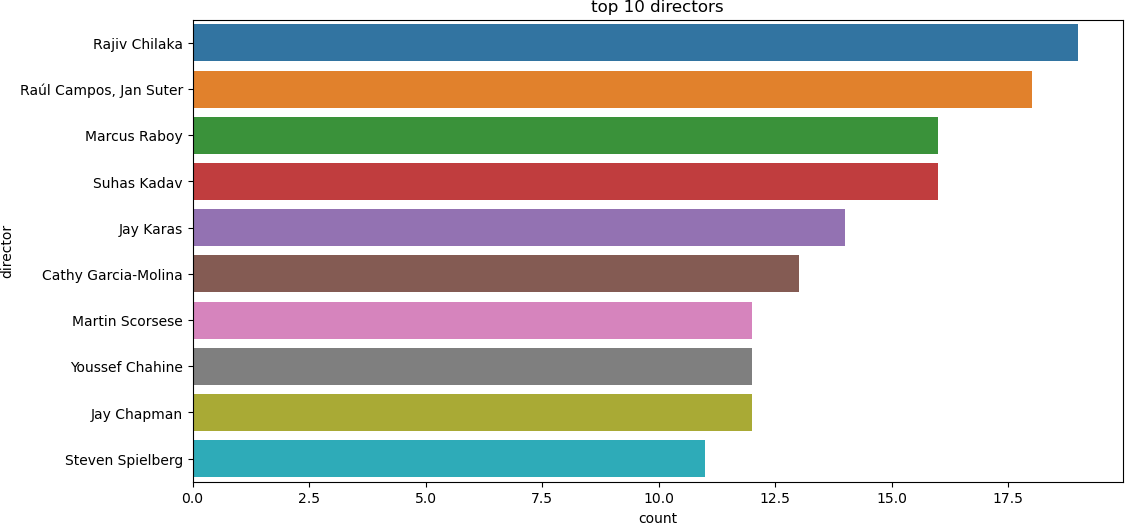 top 10 directors
director
Rajiv Chilaka
Raúl Campos, Jan Suter
Marcus Raboy
Suhas Kadav
Jay Karas
Cathy Garcia-Molina
Martin Scorsese
Youssef Chahine
Jay Chapman
Steven Spielberg
0.0 2.5 5.0 7.5 10.0 12.5 15.0 17.5
count